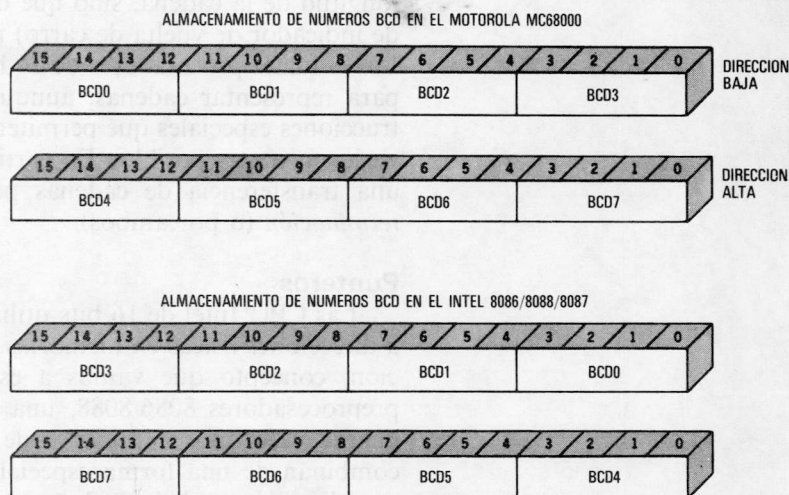 ALMACENAMIENTO DE NUMEROS BCD EN EL MOTOROLA MC68000
15 14 13 12 11 10 9 8 7 6 5 4 3 2 1 0
BCD0 BCD1 BCD2 BCD3
DIRECCION
BAJA
15 14 13 12 11 10 9 8 7 6 5 4 3 2 1 0
BCD4 BCD5 BCD6 BCD7
DIRECCION
ALTA
ALMACENAMIENTO DE NUMEROS BCD EN EL INTEL 8086/8088/8087
15 14 13 12 11 10 9 8 7 6 5 4 3 2 1 0
BCD3 BCD2 BCD1 BCD0
15 14 13 12 11 10 9 8 7 6 5 4 3 2 1 0
BCD7 BCD6 BCD5 BCD4